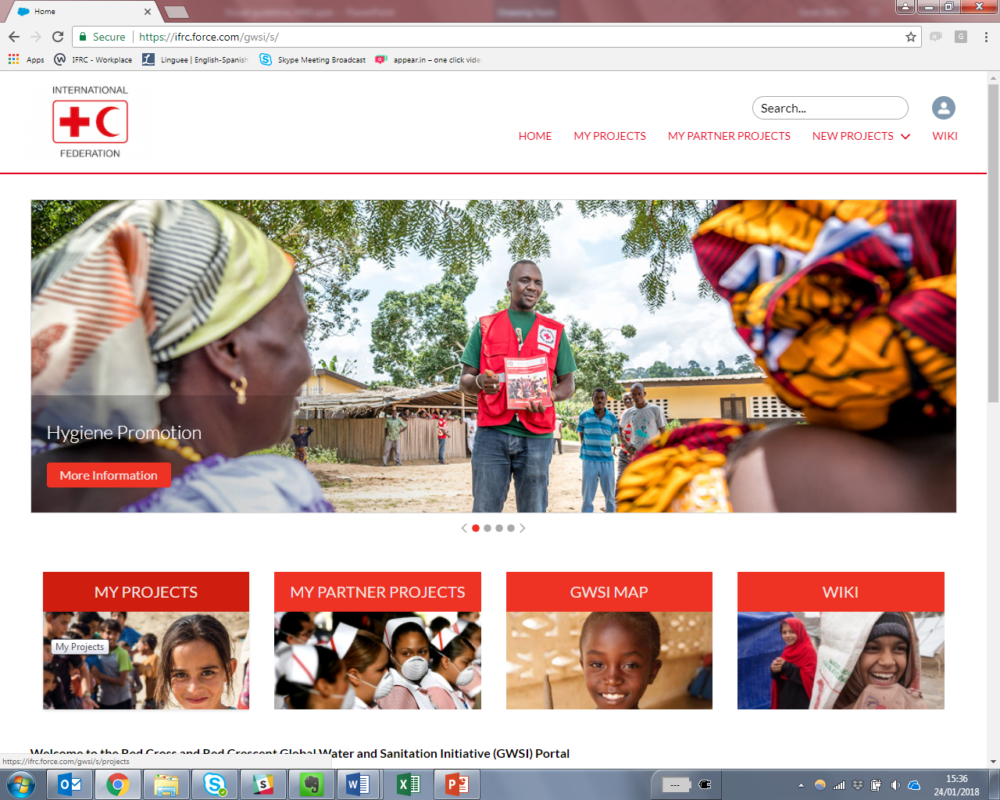 Home
Secure https://ifrc.force.com/gwsi/s/
Apps IFRC - Workplace Linguee | English-Spanish Skype Meeting Broadcast appear.in – one click vide
INTERNATIONAL
FEDERATION
Search...
HOME MY PROJECTS MY PARTNER PROJECTS NEW PROJECTS WIKI
Hygiene Promotion
More Information
MY PROJECTS MY PARTNER PROJECTS GWSI MAP WIKI
My Projects
Welcome to the Red Cross and Red Crescent Global Water and Sanitation Initiative (GWSI) Portal
https://ifrc.force.com/gwsi/s/projects
15:36
24/01/2018